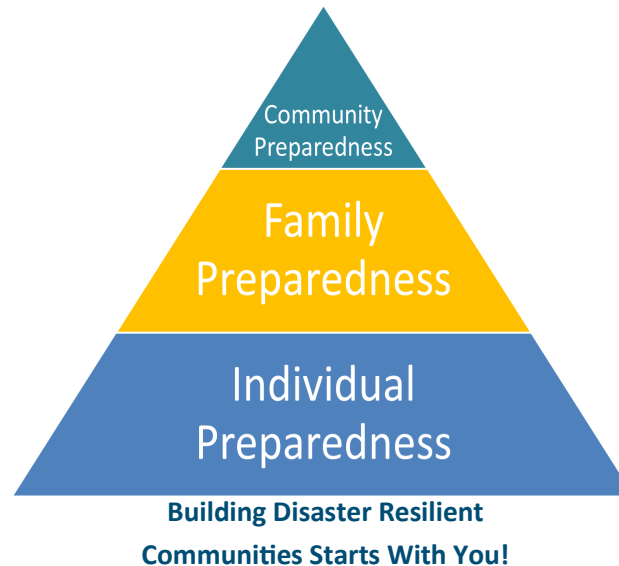 Community
Preparedness
Family
Preparedness
Individual
Preparedness
Building Disaster Resilient
Communities Starts With You!